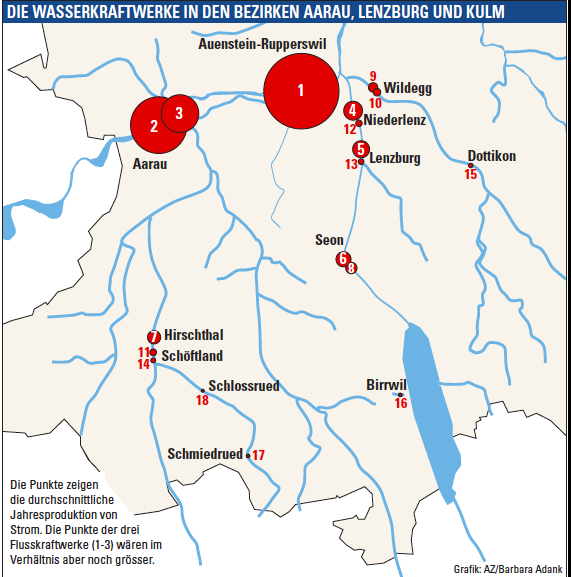 DIE WASSERKRAFTWERKE IN DEN BEZIRKEN AARAU, LENZBURG UND KULM
Auenstein-Rupperswil
1
2
3
Aarau
9
Wildegg
10
4
Niederlenz
12
5
Lenzburg
13
Dottikon
15
Seon
6
8
7
Hirschthal
11
Schöftland
14
Schlossrued
18
Birrwil
16
Schmiedrued
17
Die Punkte zeigen
die durchschnittliche
Jahresproduktion von
Strom. Die Punkte der drei
Flusskraftwerke (1-3) wären im
Verhältnis aber noch grösser.
Grafik: AZ/Barbara Adank